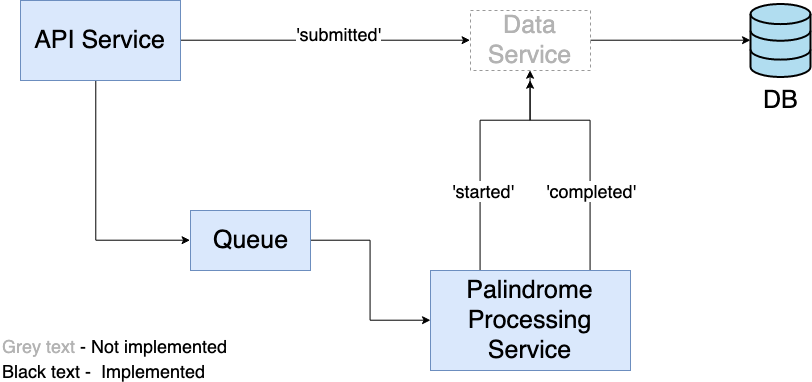 API Service
'submitted'
Data
Service
DB
'started'
'completed'
Queue
Palindrome
Processing
Service
Grey text - Not implemented
Black text - Implemented